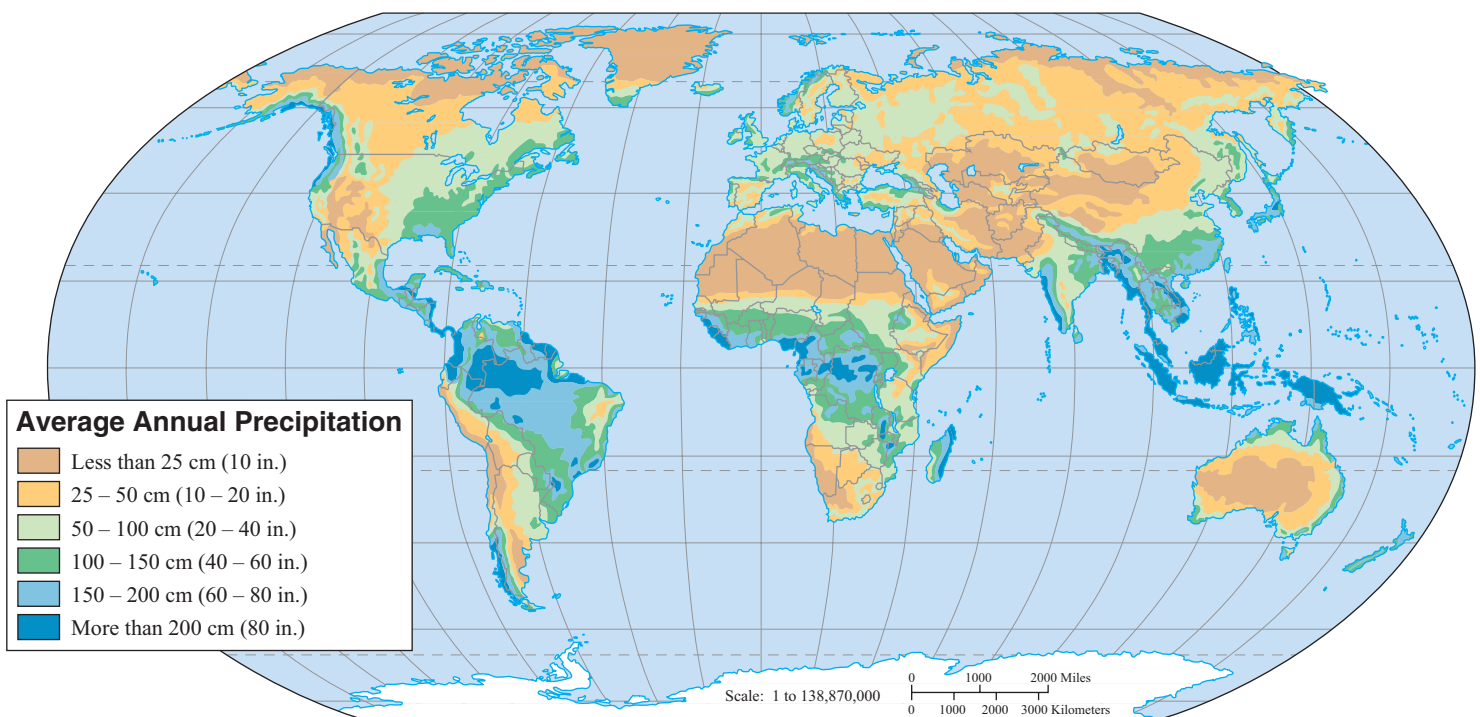 Average Annual Precipitation
Less than 25 cm (10 in.)
25 – 50 cm (10 – 20 in.)
50 – 100 cm (20 – 40 in.)
100 – 150 cm (40 – 60 in.)
150 – 200 cm (60 – 80 in.)
More than 200 cm (80 in.)
Scale: 1 to 138,870,000
0 1000 2000 Miles
0 1000 2000 3000 Kilometers